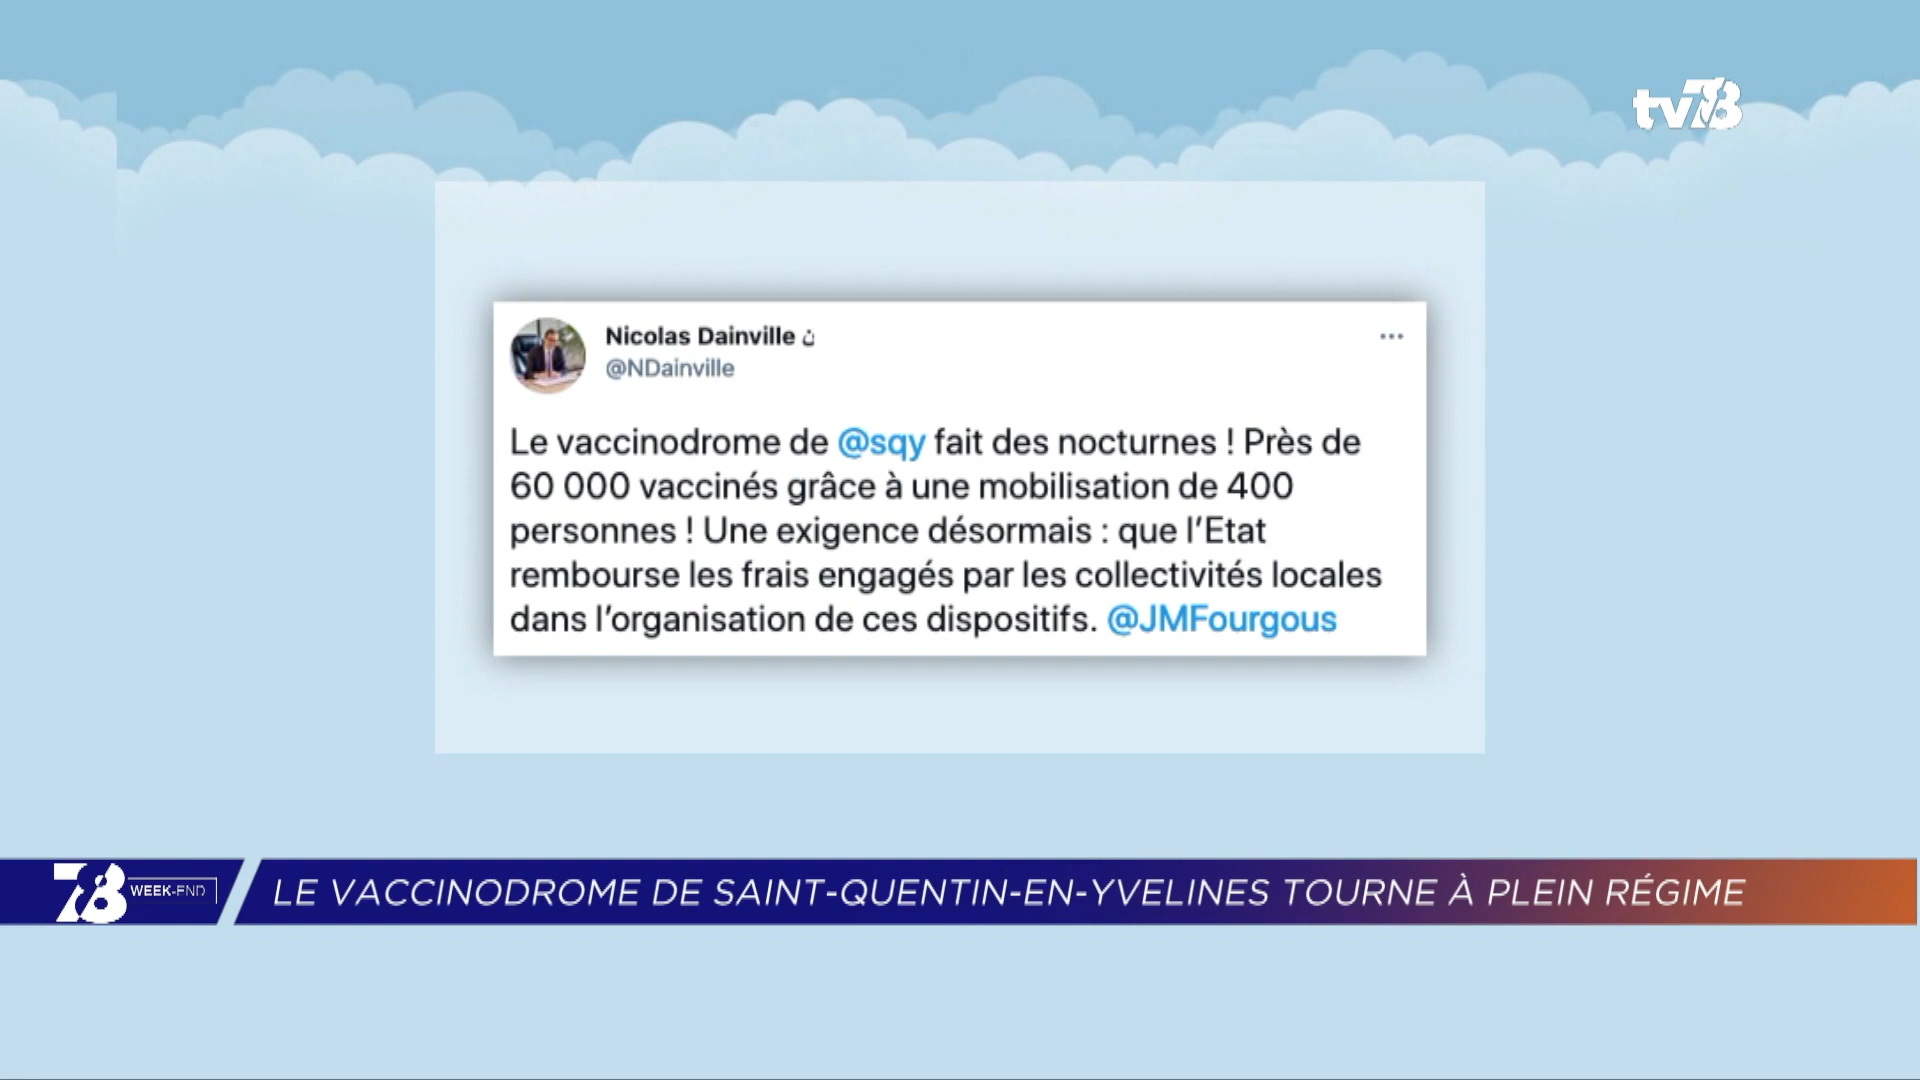 tv78
Nicolas Dainville ن
@NDainville
Le vaccinodrome de @sqy fait des nocturnes ! Près de
60 000 vaccinés grâce à une mobilisation de 400
personnes ! Une exigence désormais : que l’Etat
rembourse les frais engagés par les collectivités locales
dans l’organisation de ces dispositifs. @JMFourgous
78 WEEK-END
LE VACCINODROME DE SAINT-QUENTIN-EN-YVELINES TOURNE À PLEIN RÉGIME